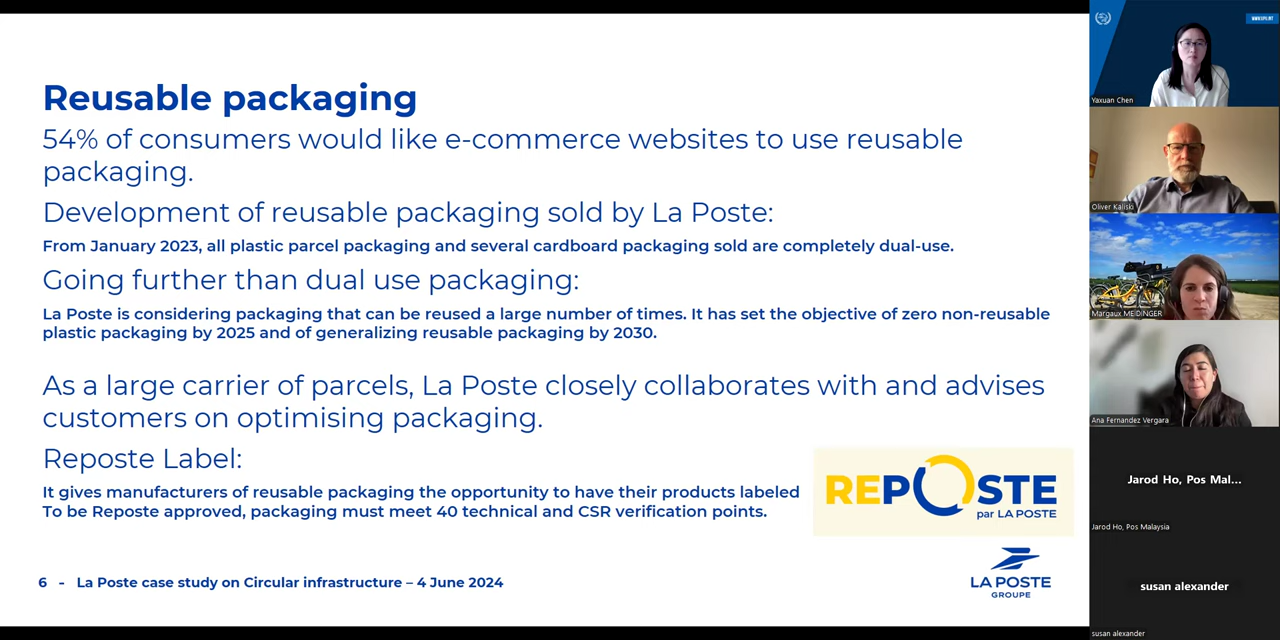 Reusable packaging
54% of consumers would like e-commerce websites to use reusable
packaging.
Development of reusable packaging sold by La Poste:
From January 2023, all plastic parcel packaging and several cardboard packaging sold are completely dual-use.
Going further than dual use packaging:
La Poste is considering packaging that can be reused a large number of times. It has set the objective of zero non-reusable
plastic packaging by 2025 and of generalizing reusable packaging by 2030.
As a large carrier of parcels, La Poste closely collaborates with and advises
customers on optimising packaging.
Reposte Label:
It gives manufacturers of reusable packaging the opportunity to have their products labeled
To be Reposte approved, packaging must meet 40 technical and CSR verification points.
REPOSTE
par LA POSTE
6 - La Poste case study on Circular infrastructure – 4 June 2024
LA POSTE
GROUPE
WWW.UPU.INT
Yaxuan Chen
Oliver Kaliski
Margaux MEIDINGER
Ana Fernandez Vergara
Jarod Ho, Pos Mal...
Jarod Ho, Pos Malaysia
susan alexander
susan alexander